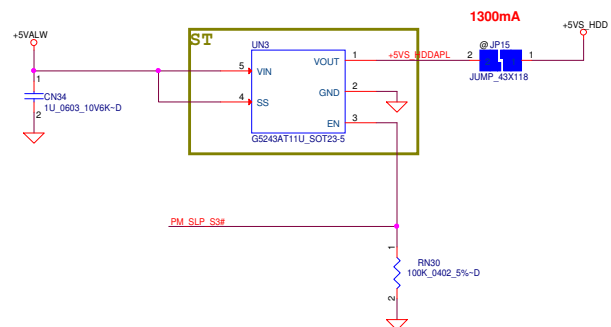 1300mA
+5VALW
+5VS_HDD
ST
UN3
@JP15
5
VIN
VOUT
1
+5VS_HDDAPL
2
1
1
CN34
1U_0603_10V6K~D
2
4
SS
GND
2
JUMP_43X118
EN
3
G5243AT11U_SOT23-5
PM_SLP_S3#
1
RN30
100K_0402_5%~D
2